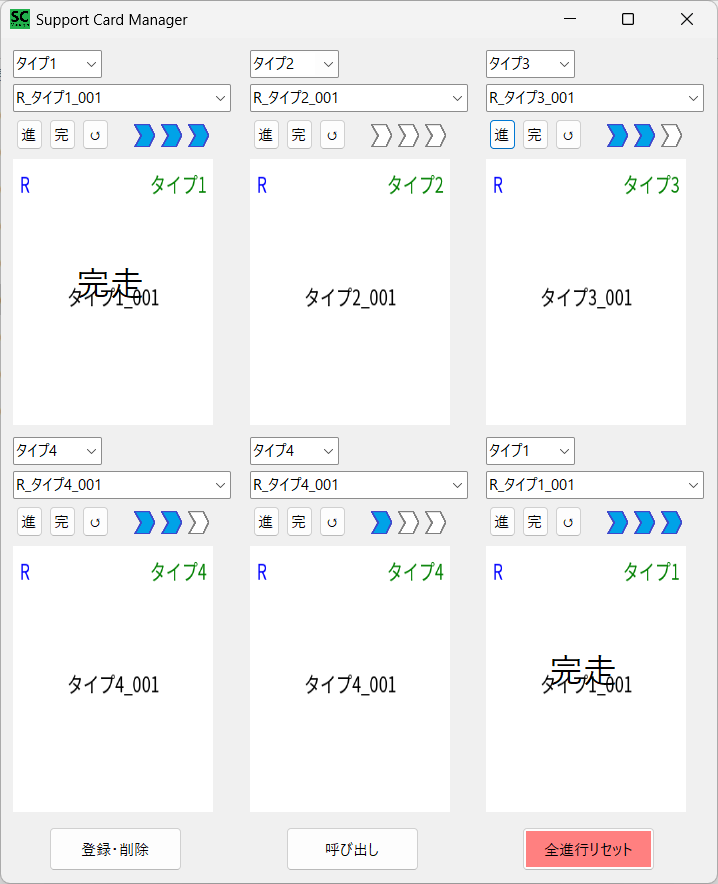 SC
Support Card Manager
タイプ1
タイプ2
タイプ3
R_タイプ1_001
R_タイプ2_001
R_タイプ3_001
進 完 ↺
進 完 ↺
進 完 ↺
R タイプ1
R タイプ2
R タイプ3
完走
タイプ1_001
タイプ2_001
タイプ3_001
タイプ4
タイプ4
タイプ1
R_タイプ4_001
R_タイプ4_001
R_タイプ1_001
進 完 ↺
進 完 ↺
進 完 ↺
R タイプ4
R タイプ4
R タイプ1
完走
タイプ4_001
タイプ4_001
タイプ1_001
登録・削除
呼び出し
全進行リセット